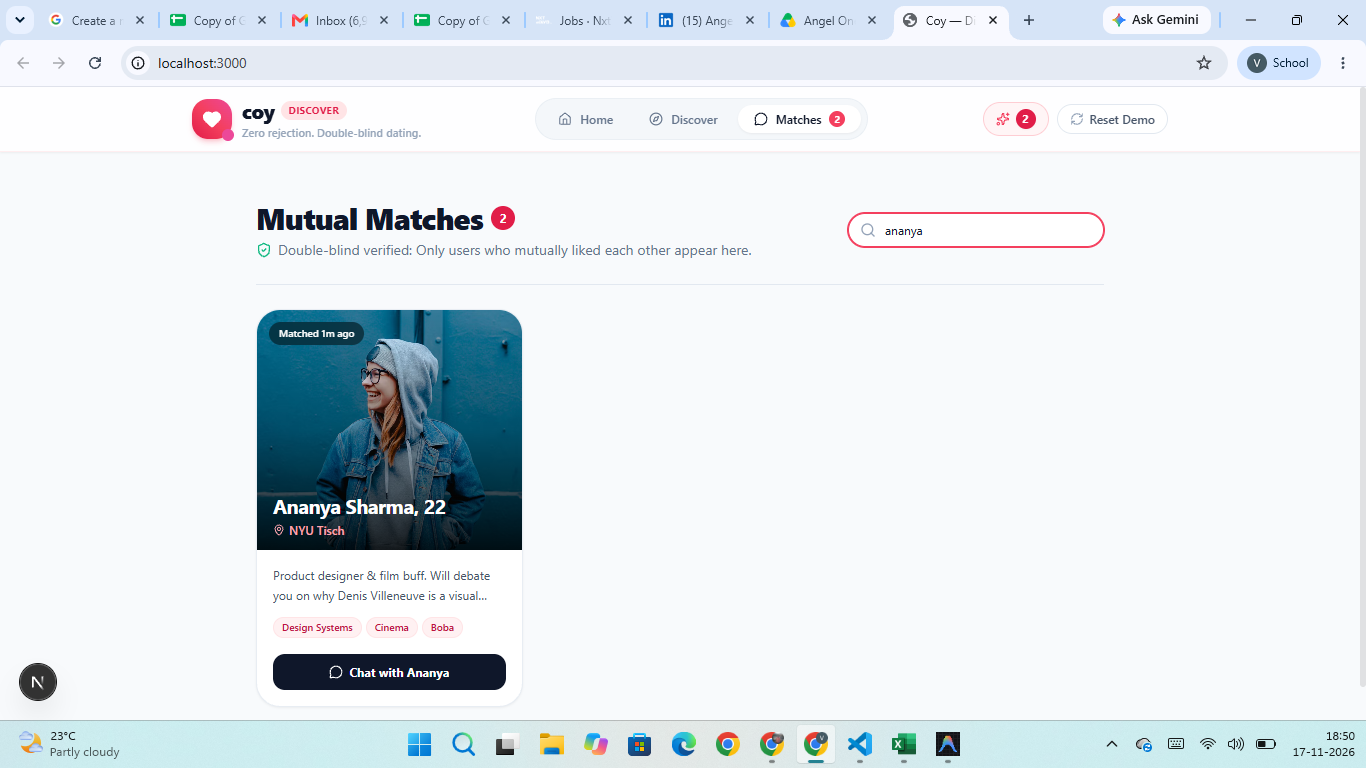 Create a r
Copy of G
Inbox (6,9
Copy of G
Jobs · Nxt
(15) Ange
Angel On
Coy — Di
Ask Gemini
localhost:3000
V
School
coy
DISCOVER
Zero rejection. Double-blind dating.
Home
Discover
Matches 2
2
Reset Demo
Mutual Matches 2
Double-blind verified: Only users who mutually liked each other appear here.
ananya
Matched 1m ago
Ananya Sharma, 22
NYU Tisch
Product designer & film buff. Will debate
you on why Denis Villeneuve is a visual...
Design Systems
Cinema
Boba
Chat with Ananya
N
23°C
Partly cloudy
18:50
17-11-2026